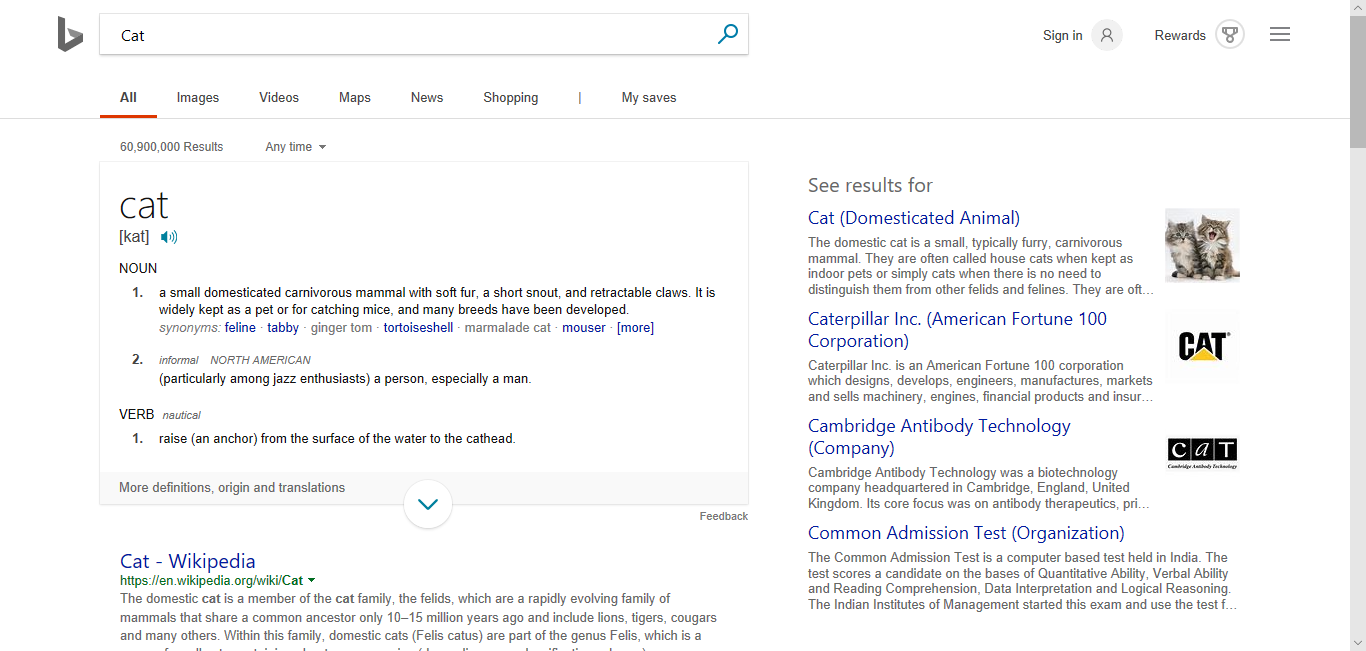 Cat
Sign in
Rewards
All
Images
Videos
Maps
News
Shopping
|
My saves
60,900,000 Results
Any time
cat
[kat]
NOUN
1. a small domesticated carnivorous mammal with soft fur, a short snout, and retractable claws. It is
widely kept as a pet or for catching mice, and many breeds have been developed.
synonyms: feline · tabby · ginger tom · tortoiseshell · marmalade cat · mouser · [more]
2. informal NORTH AMERICAN
(particularly among jazz enthusiasts) a person, especially a man.
VERB nautical
1. raise (an anchor) from the surface of the water to the cathead.
More definitions, origin and translations
Feedback
Cat - Wikipedia
https://en.wikipedia.org/wiki/Cat
The domestic cat is a member of the cat family, the felids, which are a rapidly evolving family of
mammals that share a common ancestor only 10–15 million years ago and include lions, tigers, cougars
and many others. Within this family, domestic cats (Felis catus) are part of the genus Felis, which is a
See results for
Cat (Domesticated Animal)
The domestic cat is a small, typically furry, carnivorous
mammal. They are often called house cats when kept as
indoor pets or simply cats when there is no need to
distinguish them from other felids and felines. They are oft...
Caterpillar Inc. (American Fortune 100
Corporation)
CAT
Caterpillar Inc. is an American Fortune 100 corporation
which designs, develops, engineers, manufactures, markets
and sells machinery, engines, financial products and insur...
Cambridge Antibody Technology
(Company)
CaT
Cambridge Antibody Technology
Cambridge Antibody Technology was a biotechnology
company headquartered in Cambridge, England, United
Kingdom. Its core focus was on antibody therapeutics, pri...
Common Admission Test (Organization)
The Common Admission Test is a computer based test held in India. The
test scores a candidate on the bases of Quantitative Ability, Verbal Ability
and Reading Comprehension, Data Interpretation and Logical Reasoning.
The Indian Institutes of Management started this exam and use the test f...